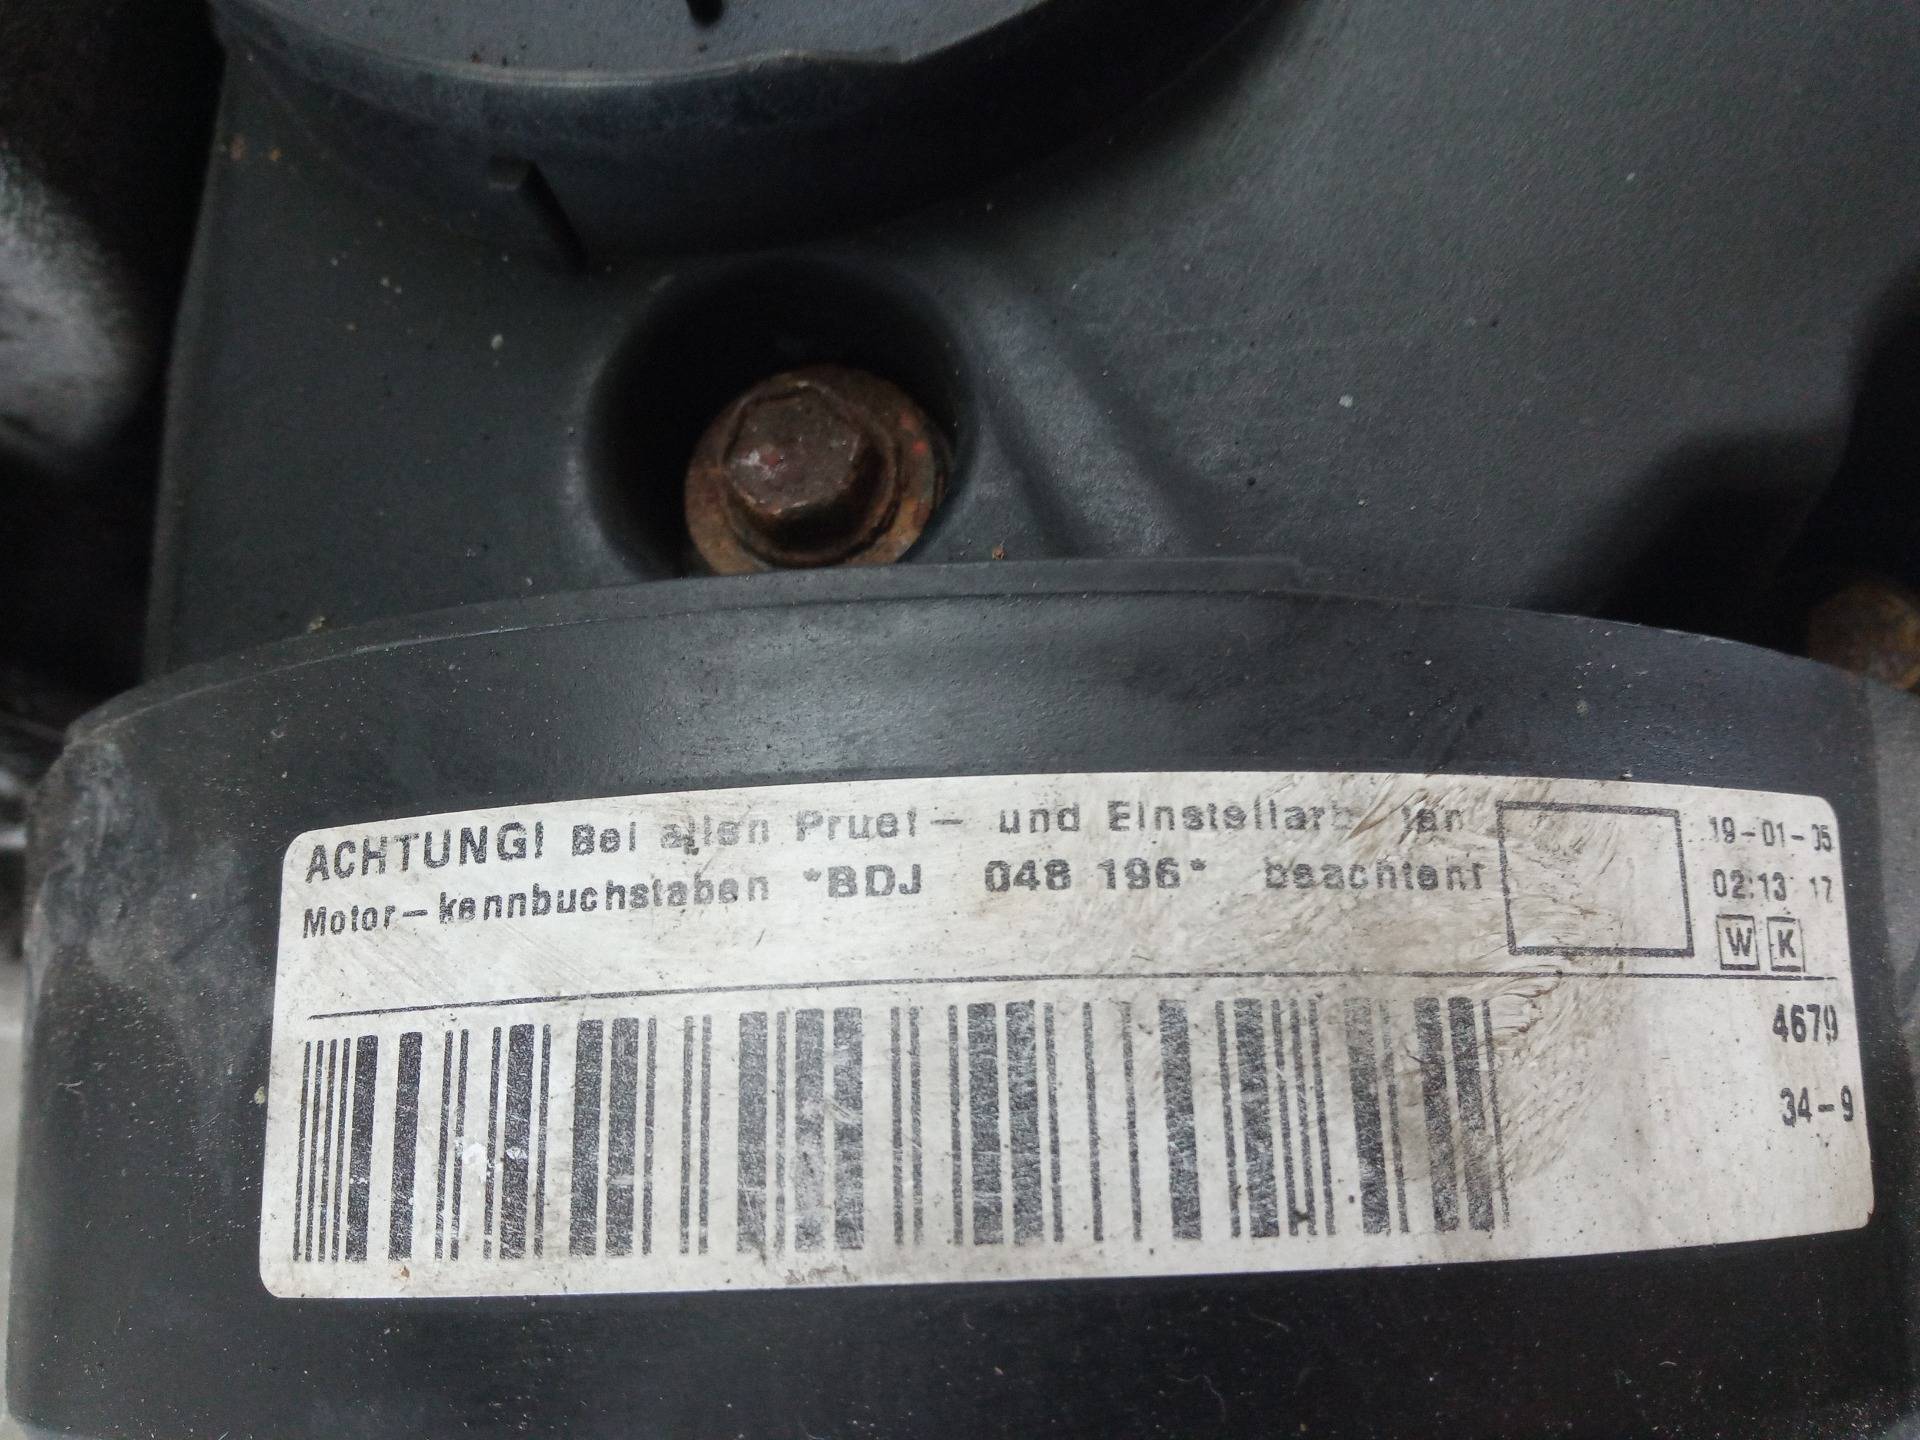 ACHTUNG! Bei allen Pruef- und Einstellarbeiten
Motor-kennbuchstaben *BDJ 048 196* beachten!
19-01-05
02:13 17
W K
4679
34-9